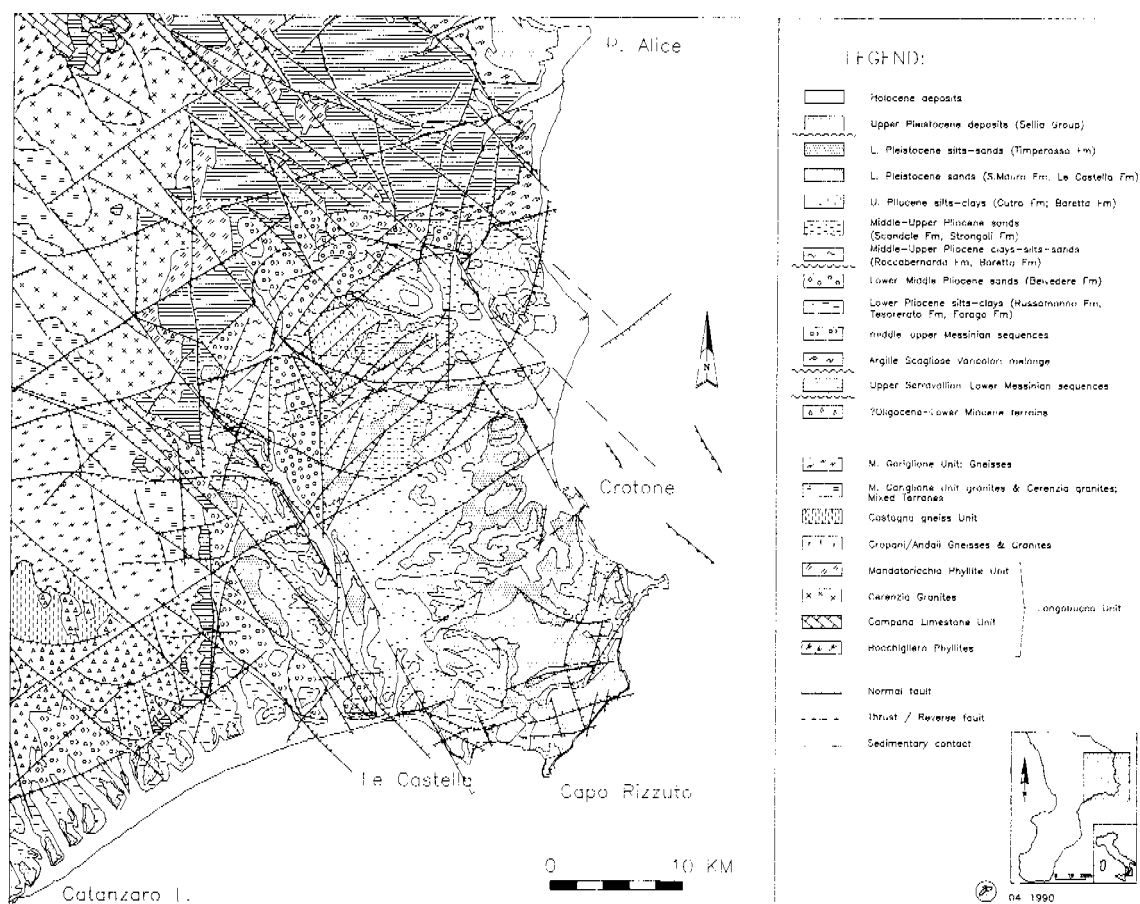 P. Alice
Crotone
Le Castella
Capo Rizzuto
Catanzaro L.
0 10 KM
N
LEGEND:
Holocene deposits
Upper Pleistocene deposits (Sellia Group)
L. Pleistocene silts-sands (Timperossa Fm)
L. Pleistocene sands (S.Mauro Fm, Le Castella Fm)
U. Pliocene silts-clays (Cutro Fm; Baretta Fm)
Middle-Upper Pliocene sands
(Scandale Fm, Strongoli Fm)
Middle-Upper Pliocene clays-silts-sands
(Roccabernarda Fm, Baretta Fm)
Lower Middle Pliocene sands (Belvedere Fm)
Lower Pliocene silts-clays (Russomanno Fm,
Tesorerato Fm, Farago Fm)
middle upper Messinian sequences
Argille Scagliose Varicolori melange
Upper Serravallian Lower Messinian sequences
?Oligocene-Lower Miocene terrains
M. Gariglione Unit: Gneisses
M. Gariglione Unit granites & Cerenzia granites;
Mixed Terranes
Castagna gneiss Unit
Cropani/Andali Gneisses & Granites
Mandatoriccio Phyllite Unit
Cerenzia Granites
Longobucco Unit
Campana Limestone Unit
Bocchigliero Phyllites
Normal fault
Thrust / Reverse fault
Sedimentary contact
04 1990